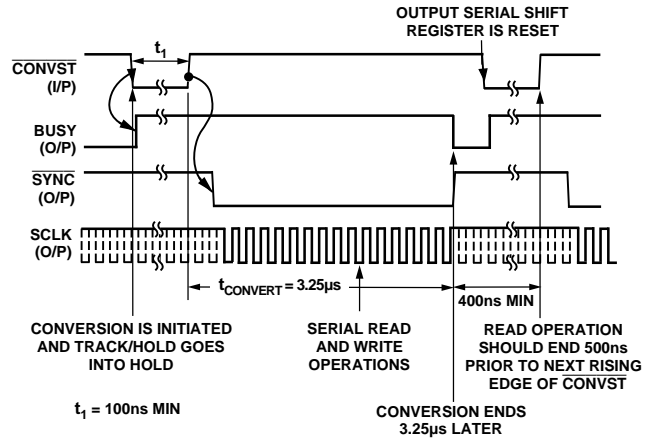 OUTPUT SERIAL SHIFT
REGISTER IS RESET
t1
CONVST
(I/P)
BUSY
(O/P)
SYNC
(O/P)
SCLK
(O/P)
tCONVERT = 3.25µs
400ns MIN
CONVERSION IS INITIATED
AND TRACK/HOLD GOES
INTO HOLD
SERIAL READ
AND WRITE
OPERATIONS
READ OPERATION
SHOULD END 500ns
PRIOR TO NEXT RISING
EDGE OF CONVST
t1 = 100ns MIN
CONVERSION ENDS
3.25µs LATER